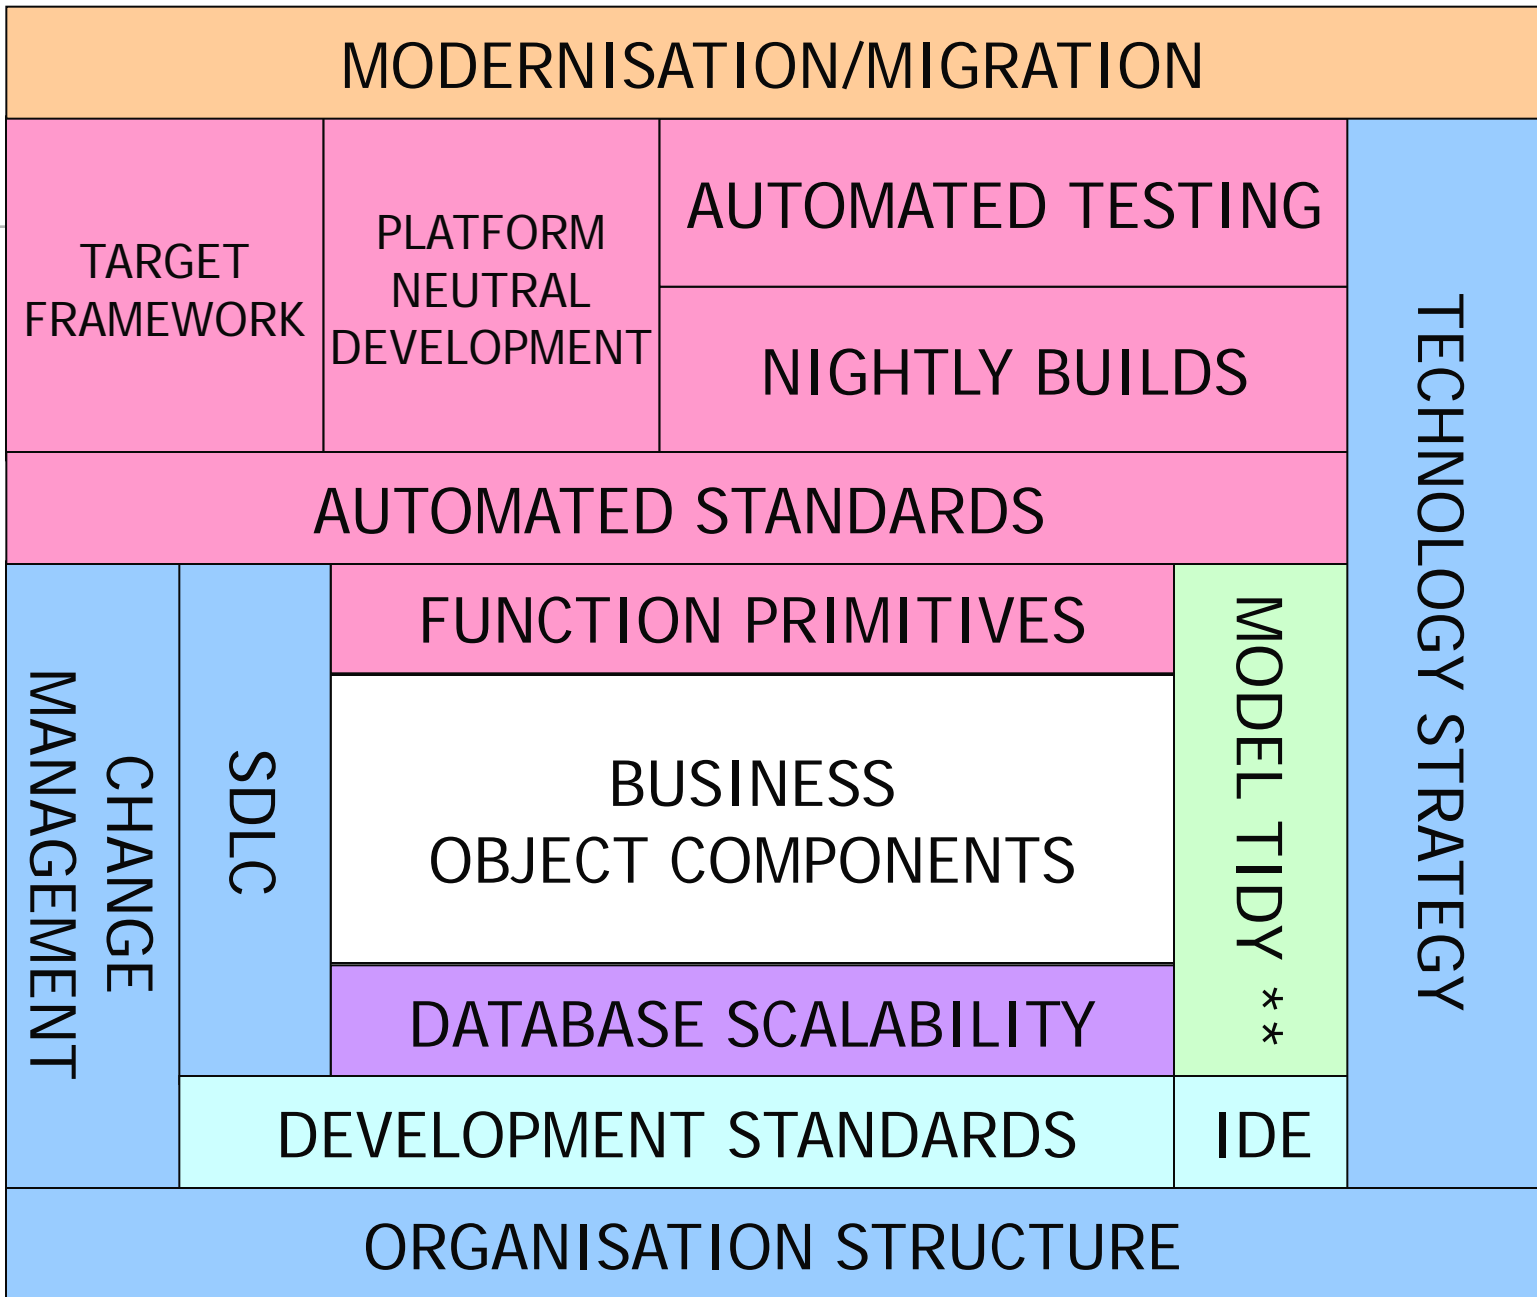 MODERNISATION/MIGRATION
TARGET
FRAMEWORK
PLATFORM
NEUTRAL
DEVELOPMENT
AUTOMATED TESTING
NIGHTLY BUILDS
TECHNOLOGY STRATEGY
AUTOMATED STANDARDS
CHANGE
MANAGEMENT
SDLC
FUNCTION PRIMITIVES
BUSINESS
OBJECT COMPONENTS
DATABASE SCALABILITY
MODEL TIDY **
DEVELOPMENT STANDARDS
IDE
ORGANISATION STRUCTURE